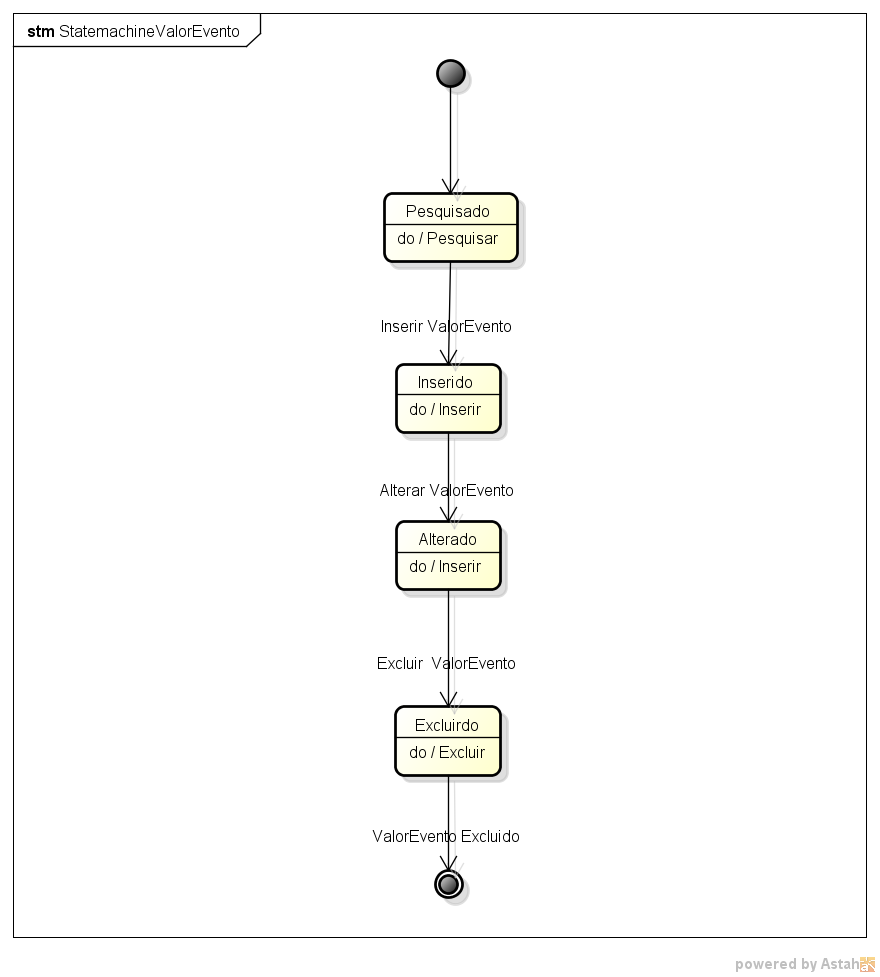 stm StatemachineValorEvento
Pesquisado
do / Pesquisar
Inserir ValorEvento
Inserido
do / Inserir
Alterar ValorEvento
Alterado
do / Inserir
Excluir  ValorEvento
Excluirdo
do / Excluir
ValorEvento Excluido
powered by Astah